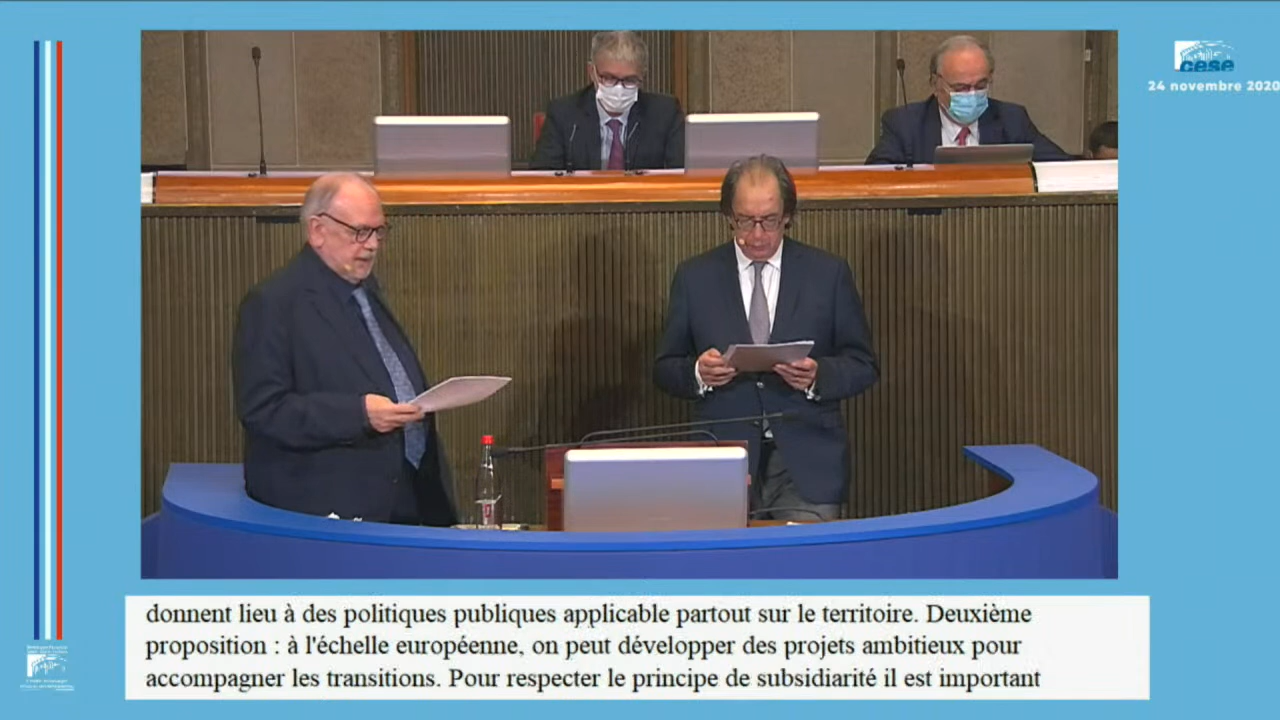 cese
24 novembre 2020
donnent lieu à des politiques publiques applicable partout sur le territoire. Deuxième
proposition : à l'échelle européenne, on peut développer des projets ambitieux pour
accompagner les transitions. Pour respecter le principe de subsidiarité il est important